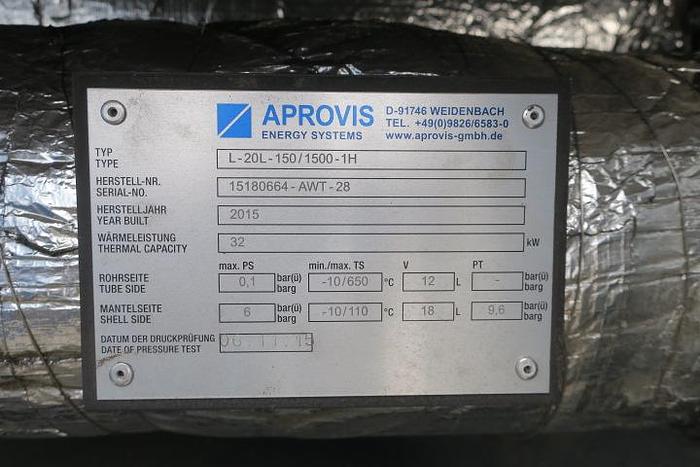 APROVIS
ENERGY SYSTEMS
D-91746 WEIDENBACH
TEL. +49(0)9826/6583-0
www.aprovis-gmbh.de
TYP
TYPE
L-20L-150/1500-1H
HERSTELL-NR.
SERIAL-NO.
15180664-AWT-28
HERSTELLJAHR
YEAR BUILT
2015
WÄRMELEISTUNG
THERMAL CAPACITY
32 kW
max. PS min./max. TS V PT
ROHRSEITE
TUBE SIDE
0,1 bar(ü) barg -10/650 °C 12 L - bar(ü) barg
MANTELSEITE
SHELL SIDE
6 bar(ü) barg -10/110 °C 18 L 9,6 bar(ü) barg
DATUM DER DRUCKPRÜFUNG
DATE OF PRESSURE TEST
06.11.15